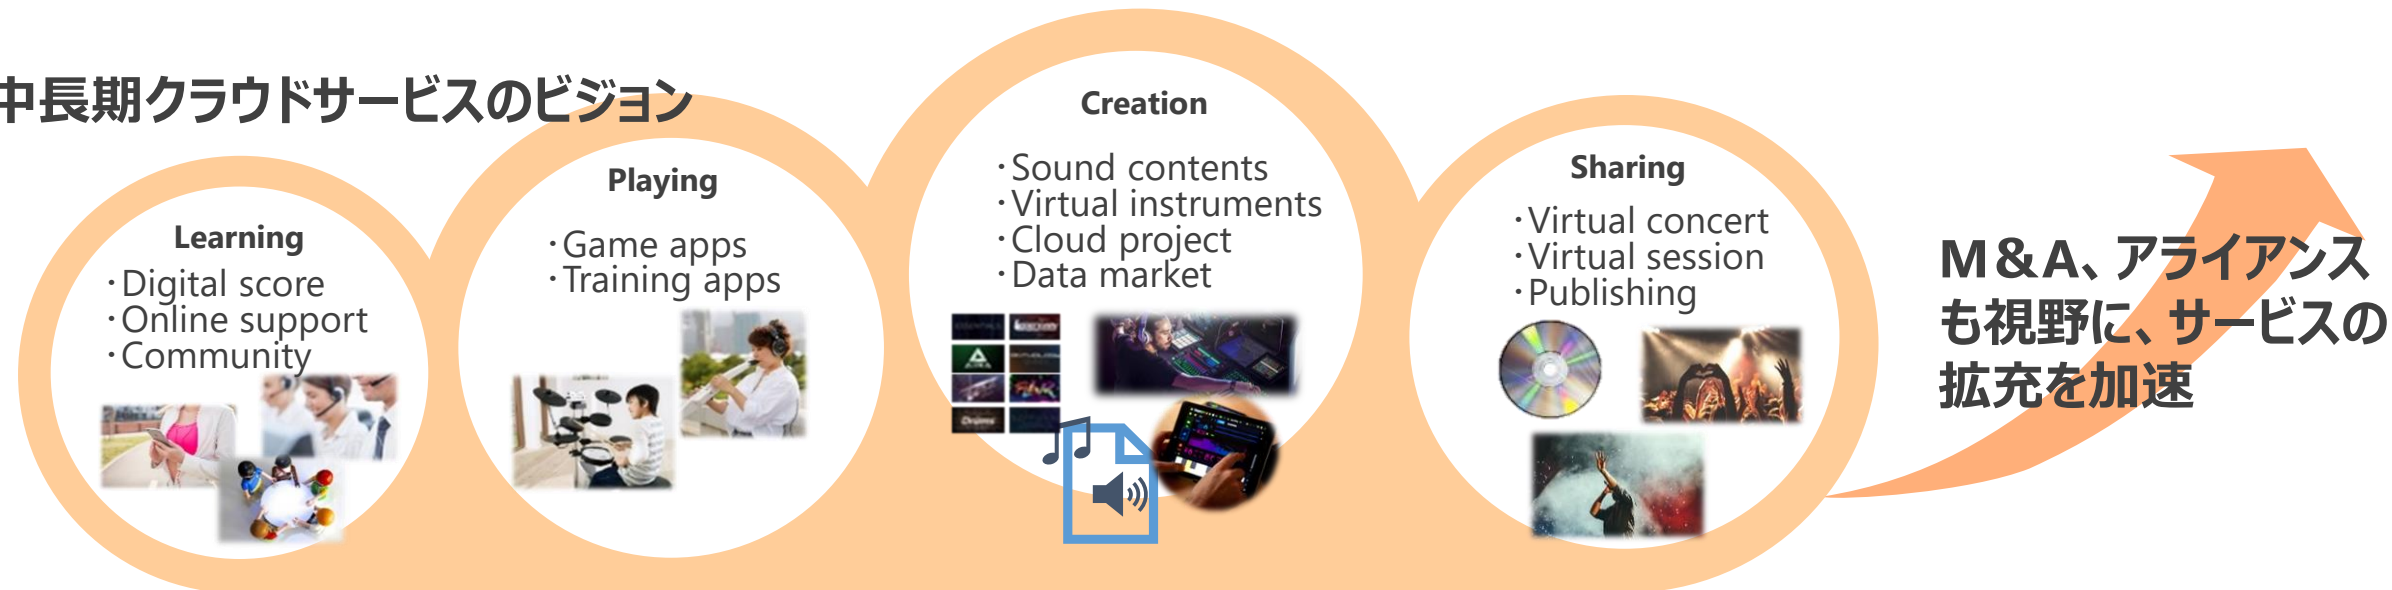 中長期クラウドサービスのビジョン
Learning
・Digital score
・Online support
・Community
Playing
・Game apps
・Training apps
Creation
・Sound contents
・Virtual instruments
・Cloud project
・Data market
Drums
Sharing
・Virtual concert
・Virtual session
・Publishing
M&A、アライアンス
も視野に、サービスの
拡充を加速